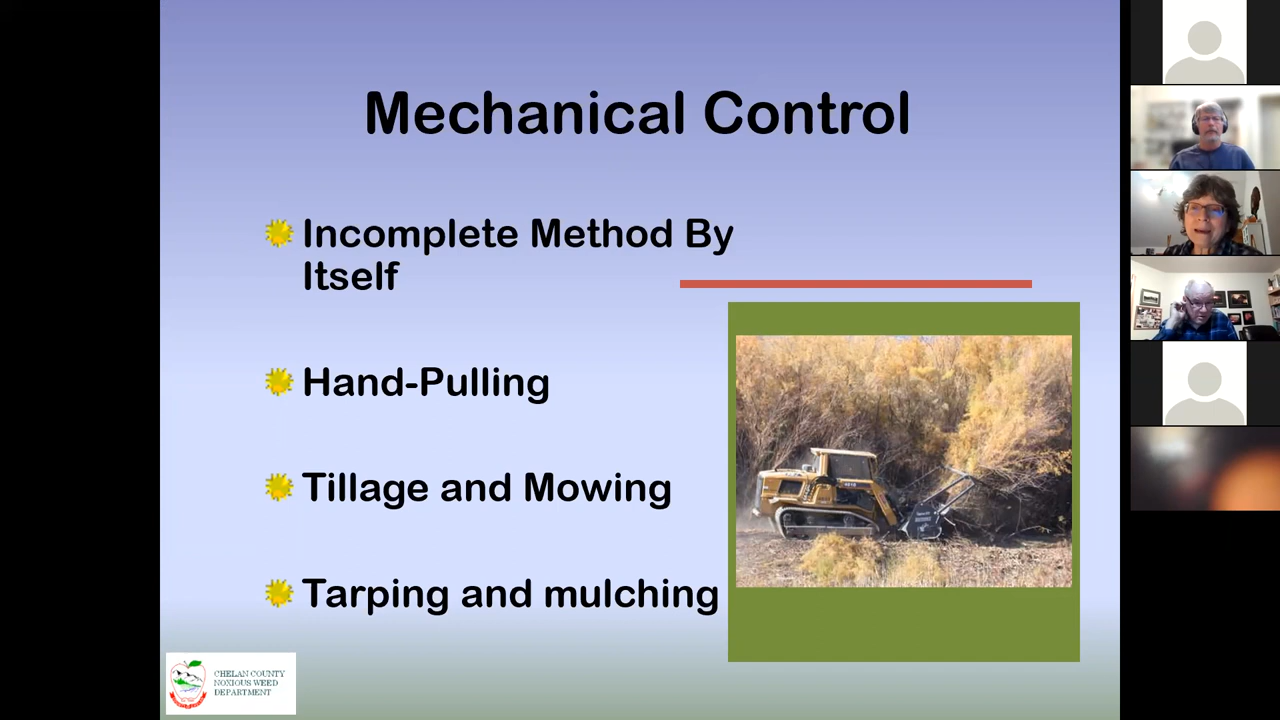 Mechanical Control
Incomplete Method By
Itself
Hand-Pulling
Tillage and Mowing
Tarping and mulching
CHELAN COUNTY
NOXIOUS WEED
DEPARTMENT